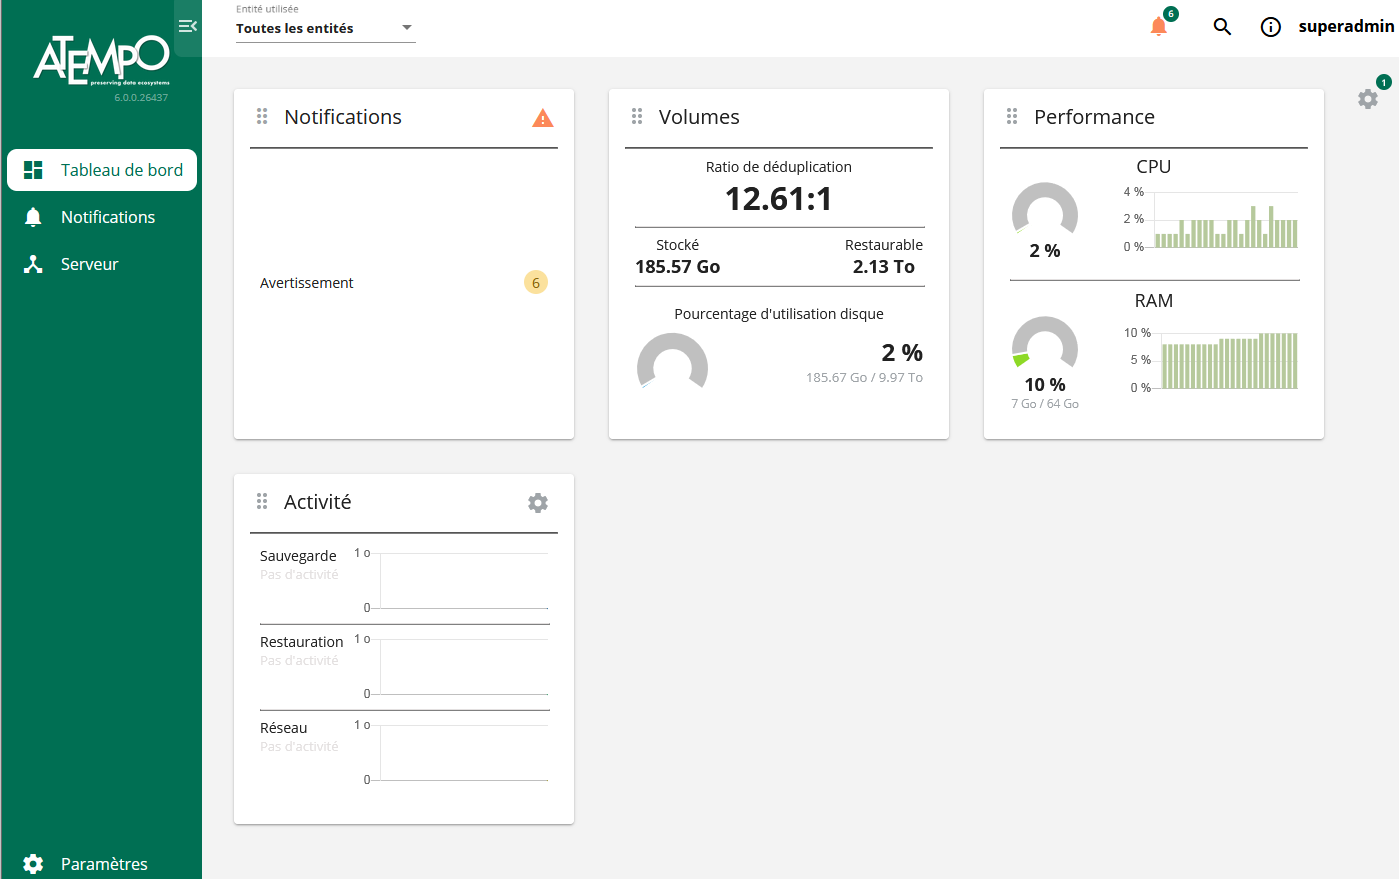 ATEMPO
preserving data ecosystems
6.0.0.26437
Tableau de bord
Notifications
Serveur
Paramètres
Entité utilisée
Toutes les entités
6
superadmin
1
Notifications
Avertissement
6
Volumes
Ratio de déduplication
12.61:1
Stocké
Restaurable
185.57 Go
2.13 To
Pourcentage d'utilisation disque
2 %
185.67 Go / 9.97 To
Performance
CPU
4 %
2 %
0 %
2 %
RAM
10 %
5 %
0 %
10 %
7 Go / 64 Go
Activité
Sauvegarde
Pas d'activité
1 o
0
Restauration
Pas d'activité
1 o
0
Réseau
Pas d'activité
1 o
0